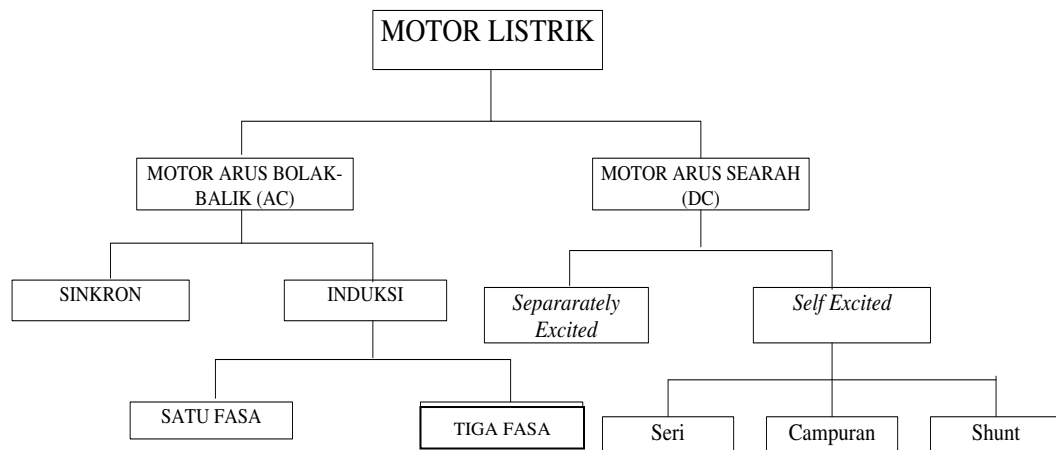 MOTOR LISTRIK
MOTOR ARUS BOLAK-
BALIK (AC)
MOTOR ARUS SEARAH
(DC)
SINKRON
INDUKSI
Separarately
Excited
Self Excited
SATU FASA
TIGA FASA
Seri
Campuran
Shunt